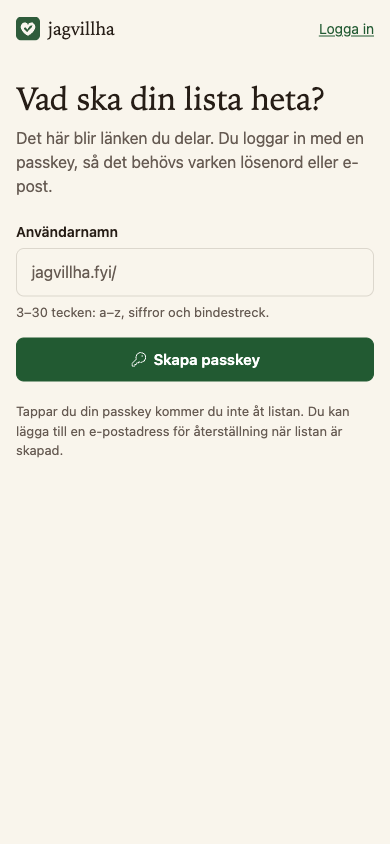 jagvillha
Logga in
Vad ska din lista heta?
Det här blir länken du delar. Du loggar in med en
passkey, så det behövs varken lösenord eller e-
post.
Användarnamn
jagvillha.fyi/
3–30 tecken: a–z, siffror och bindestreck.
Skapa passkey
Tappar du din passkey kommer du inte åt listan. Du kan
lägga till en e-postadress för återställning när listan är
skapad.